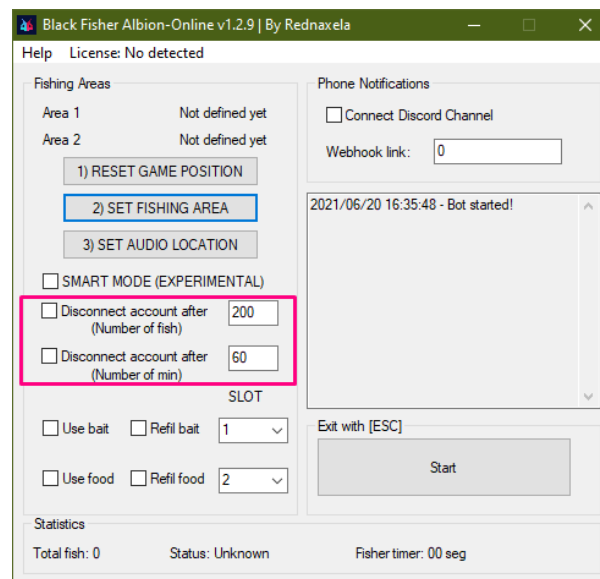 Black Fisher Albion-Online v1.2.9 | By Rednaxela
Help License: No detected
Fishing Areas
Area 1 Not defined yet
Area 2 Not defined yet
1) RESET GAME POSITION
2) SET FISHING AREA
3) SET AUDIO LOCATION
SMART MODE (EXPERIMENTAL)
Disconnect account after 200
(Number of fish)
Disconnect account after 60
(Number of min)
SLOT
Use bait Refil bait 1
Use food Refil food 2
Phone Notifications
Connect Discord Channel
Webhook link: 0
2021/06/20 16:35:48 - Bot started!
Exit with [ESC]
Start
Statistics
Total fish: 0 Status: Unknown Fisher timer: 00 seg